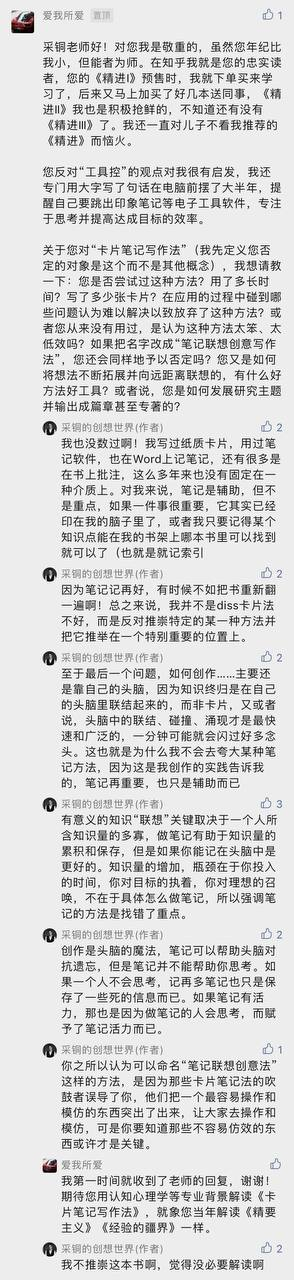 爱我所爱 置顶 1
采铜老师好！对您我是敬重的，虽然您年纪比
我小，但能者为师。在知乎我就是您的忠实读
者，您的《精进I》预售时，我就下单买来学
习了，后来又马上加买了好几本送同事，《精
进II》我也是积极抢鲜的，不知道还有没有
《精进III》了。我还一直对儿子不看我推荐的
《精进》而恼火。
您反对“工具控”的观点对我很有启发，我还
专门用大字写了句话在电脑前摆了大半年，提
醒自己要跳出印象笔记等电子工具软件，专注
于思考并提高达成目标的效率。
关于您对“卡片笔记写作法”（我先定义您否
定的对象是这个而不是其他概念），我想请教
一下：您是否尝试过这种方法？用了多长时
间？写了多少张卡片？在应用的过程中碰到哪
些问题认为难以解决以致放弃了这种方法？或
者您从来没有用过，是认为这种方法太笨、太
低效吗？如果把名字改成“笔记联想创意写作
法”，您还会同样地予以否定吗？您又是如何
将想法不断拓展并向远距离联想的，有什么好
方法好工具？或者说，您是如何发展研究主题
并输出成篇章甚至专著的？
采铜的创想世界(作者) 2
我也没数过啊！我写过纸质卡片，用过笔
记软件，也在Word上记笔记，还有很多是
在书上批注，这么多年来也没有固定在一
种介质上。对我来说，笔记是辅助，但不
是重点，如果一件事很重要，它其实已经
印在我的脑子里了，或者我只要记得某个
知识点能在我的书架上哪本书里可以找到
就可以了（也就是就记索引
采铜的创想世界(作者) 2
因为笔记记再好，有时候不如把书重新翻
一遍啊！总之来说，我并不是diss卡片法
不好，而是反对推崇特定的某一种方法并
把它推举在一个特别重要的位置上。
采铜的创想世界(作者) 2
至于最后一个问题，如何创作……主要还
是靠自己的头脑，因为知识终归是在自己
的头脑里联结起来的，而非卡片，又或者
说，头脑中的联结、碰撞、涌现才是最快
速和广泛的，一分钟可能就会闪过好多念
头。这也就是为什么我不会去夸大某种笔
记方法，因为这是我创作的实践告诉我
的，笔记再重要，也只是辅助而已
采铜的创想世界(作者) 3
有意义的知识“联想”关键取决于一个人所
含知识量的多寡，做笔记有助于知识量的
累积和保存，但是如果你能记在头脑中是
更好的。知识量的增加，瓶颈在于你投入
的时间，你对目标的执着，你对理想的召
唤，不在于具体怎么做笔记，所以强调笔
记的方法是找错了重点。
采铜的创想世界(作者) 2
创作是头脑的魔法，笔记可以帮助头脑对
抗遗忘，但是笔记并不能帮助你思考。如
果一个人不会思考，记再多笔记也只是保
存了一些死的信息而已。如果笔记有活
力，那也是因为做笔记的人会思考，而赋
予了笔记活力而已。
采铜的创想世界(作者) 1
你之所以认为可以命名“笔记联想创意法”
这样的方法，是因为那些卡片笔记法的吹
鼓者误导了你，他们把一个最容易操作和
模仿的东西突出了出来，让大家去操作和
模仿，可是你要知道那些不容易仿效的东
西或许才是关键。
爱我所爱
我第一时间就收到了老师的回复，谢谢！
期待您用认知心理学等专业背景解读《卡
片笔记写作法》，就象您当年解读《精要
主义》《经验的疆界》一样。
采铜的创想世界(作者) 2
我不推崇这本书啊，觉得没必要解读啊